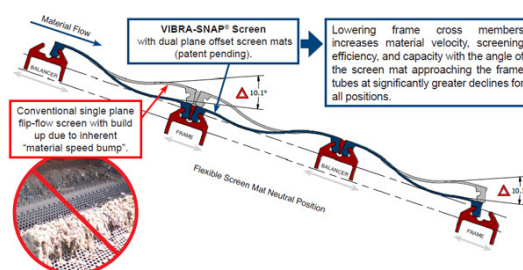 Material Flow
VIBRA-SNAP® Screen
with dual plane offset screen mats
(patent pending).
Lowering frame cross members
increases material velocity, screening
efficiency, and capacity with the angle of
the screen mat approaching the frame
tubes at significantly greater declines for
all positions.
BALANCER
Δ 10.1°
Conventional single plane
flip-flow screen with build
up due to inherent
"material speed bump".
FRAME
BALANCER
Δ 10.1
Flexible Screen Mat Neutral Position
FRAME